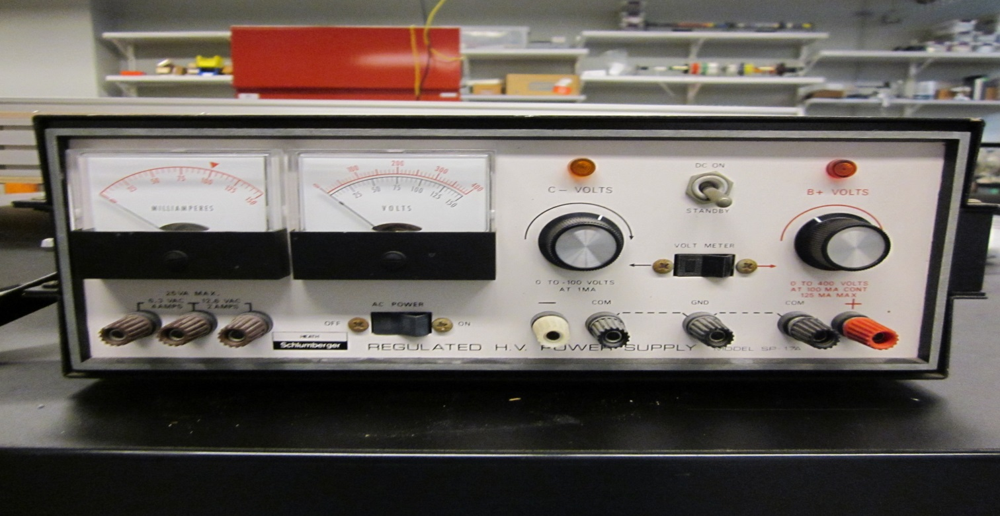 25 50 75 100 125 150
MILLIAMPERES
0 100 200 300 400
25 50 75 100 125 150
VOLTS
C- VOLTS
DC ON
STANDBY
B+ VOLTS
VOLT METER
0 TO -100 VOLTS
AT 1MA
0 TO 400 VOLTS
AT 100 MA CONT
125 MA MAX
25VA MAX.
6.3 VAC
4AMPS
12.6 VAC
2 AMPS
AC POWER
OFF
ON
—
COM
GND
COM
+
HEATH
Schlumberger
REGULATED H.V. POWER SUPPLY
MODEL SP-17A